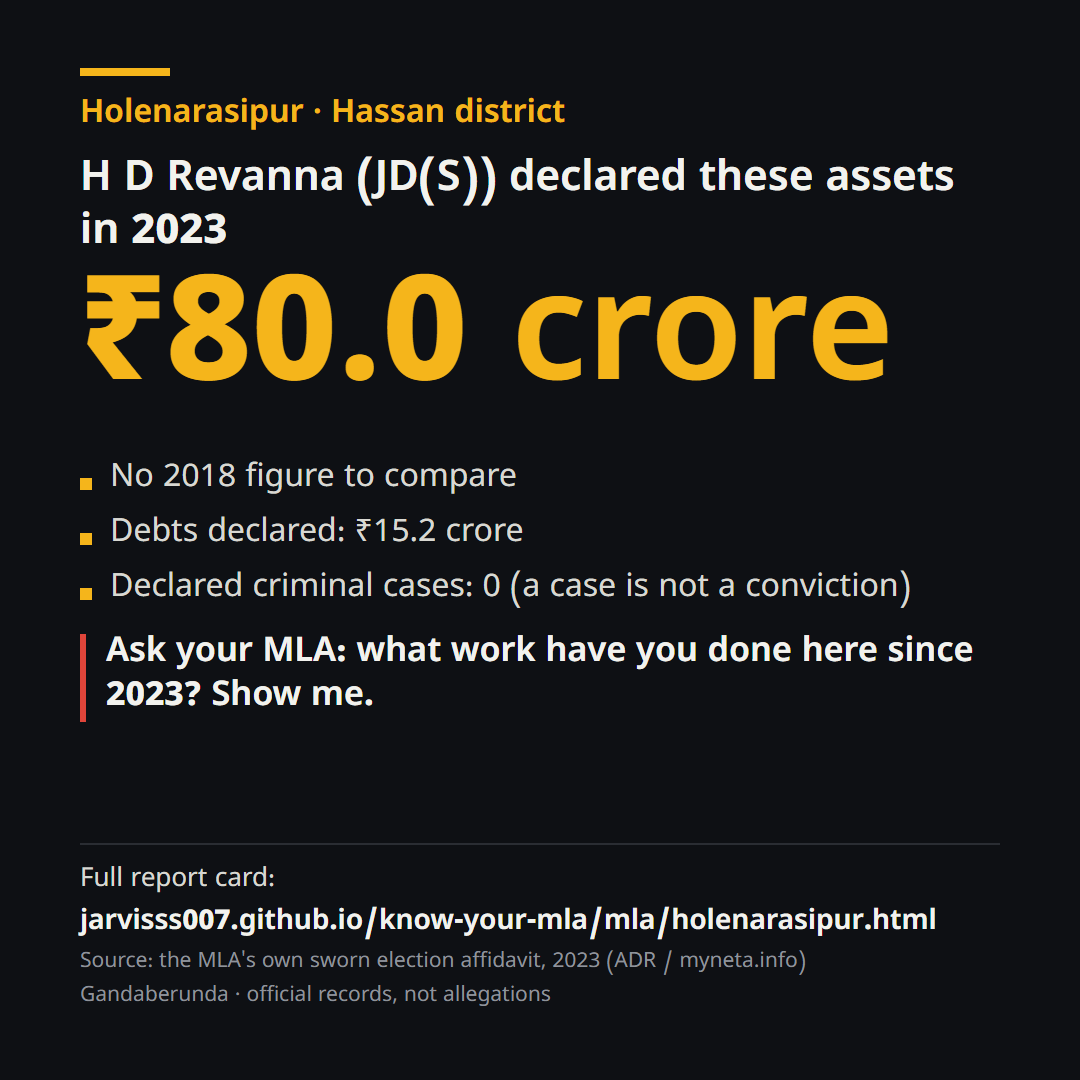 Holenarasipur · Hassan district
H D Revanna (JD(S)) declared these assets
in 2023
₹80.0 crore
No 2018 figure to compare
Debts declared: ₹15.2 crore
Declared criminal cases: 0 (a case is not a conviction)
Ask your MLA: what work have you done here since
2023? Show me.
Full report card:
jarvisss007.github.io/know-your-mla/mla/holenarasipur.html
Source: the MLA's own sworn election affidavit, 2023 (ADR / myneta.info)
Gandaberunda · official records, not allegations